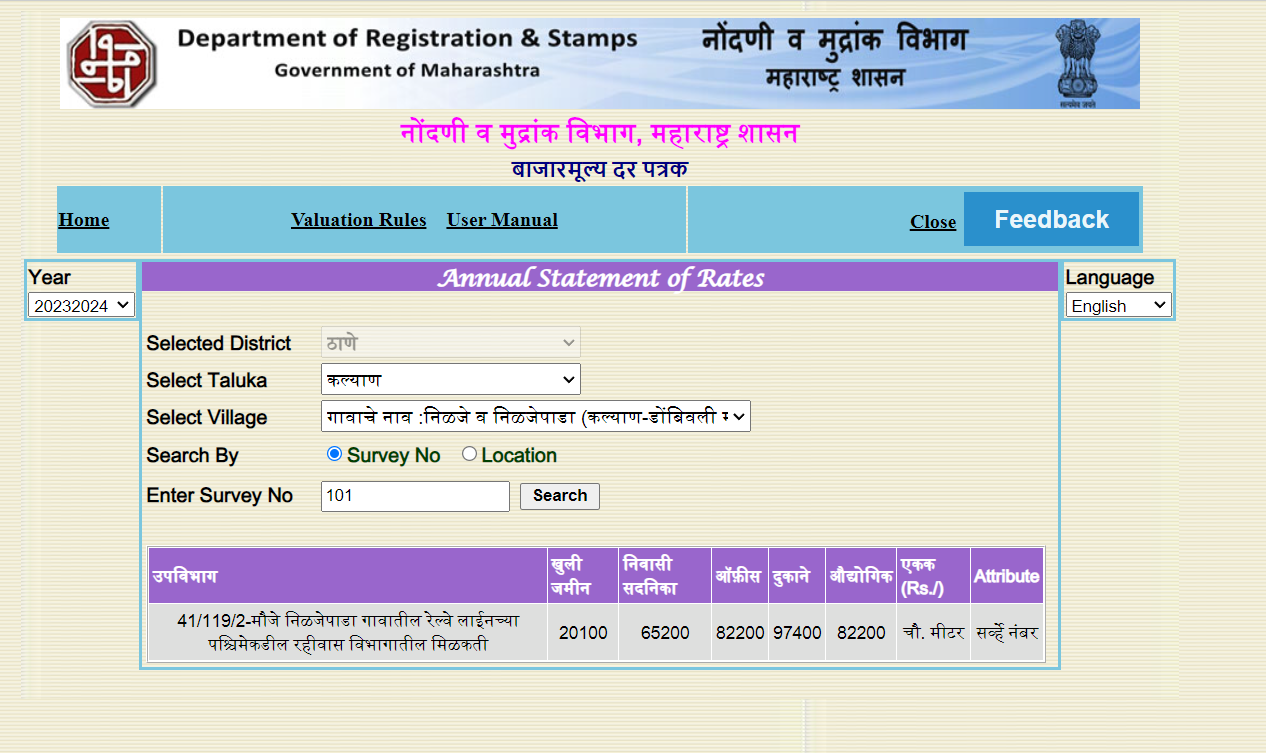 Department of Registration & Stamps
Government of Maharashtra
नोंदणी व मुद्रांक विभाग
महाराष्ट्र शासन
सत्यमेव जयते
नोंदणी व मुद्रांक विभाग, महाराष्ट्र शासन
बाजारमूल्य दर पत्रक
Home Valuation Rules User Manual Close Feedback
Year
20232024
Annual Statement of Rates
Language
English
Selected District ठाणे
Select Taluka कल्याण
Select Village गावाचे नाव :निळजे व निळजेपाडा (कल्याण-डोंबिवली
Search By Survey No Location
Enter Survey No 101 Search
उपविभाग खुली जमीन निवासी सदनिका ऑफ़ीस दुकाने औद्योगिक एकक (Rs./) Attribute
41/119/2-मौजे निळजेपाडा गावातील रेल्वे लाईनच्या
पश्चिमेकडील रहीवास विभागातील मिळकती
20100 65200 82200 97400 82200 चौ. मीटर सर्व्हे नंबर